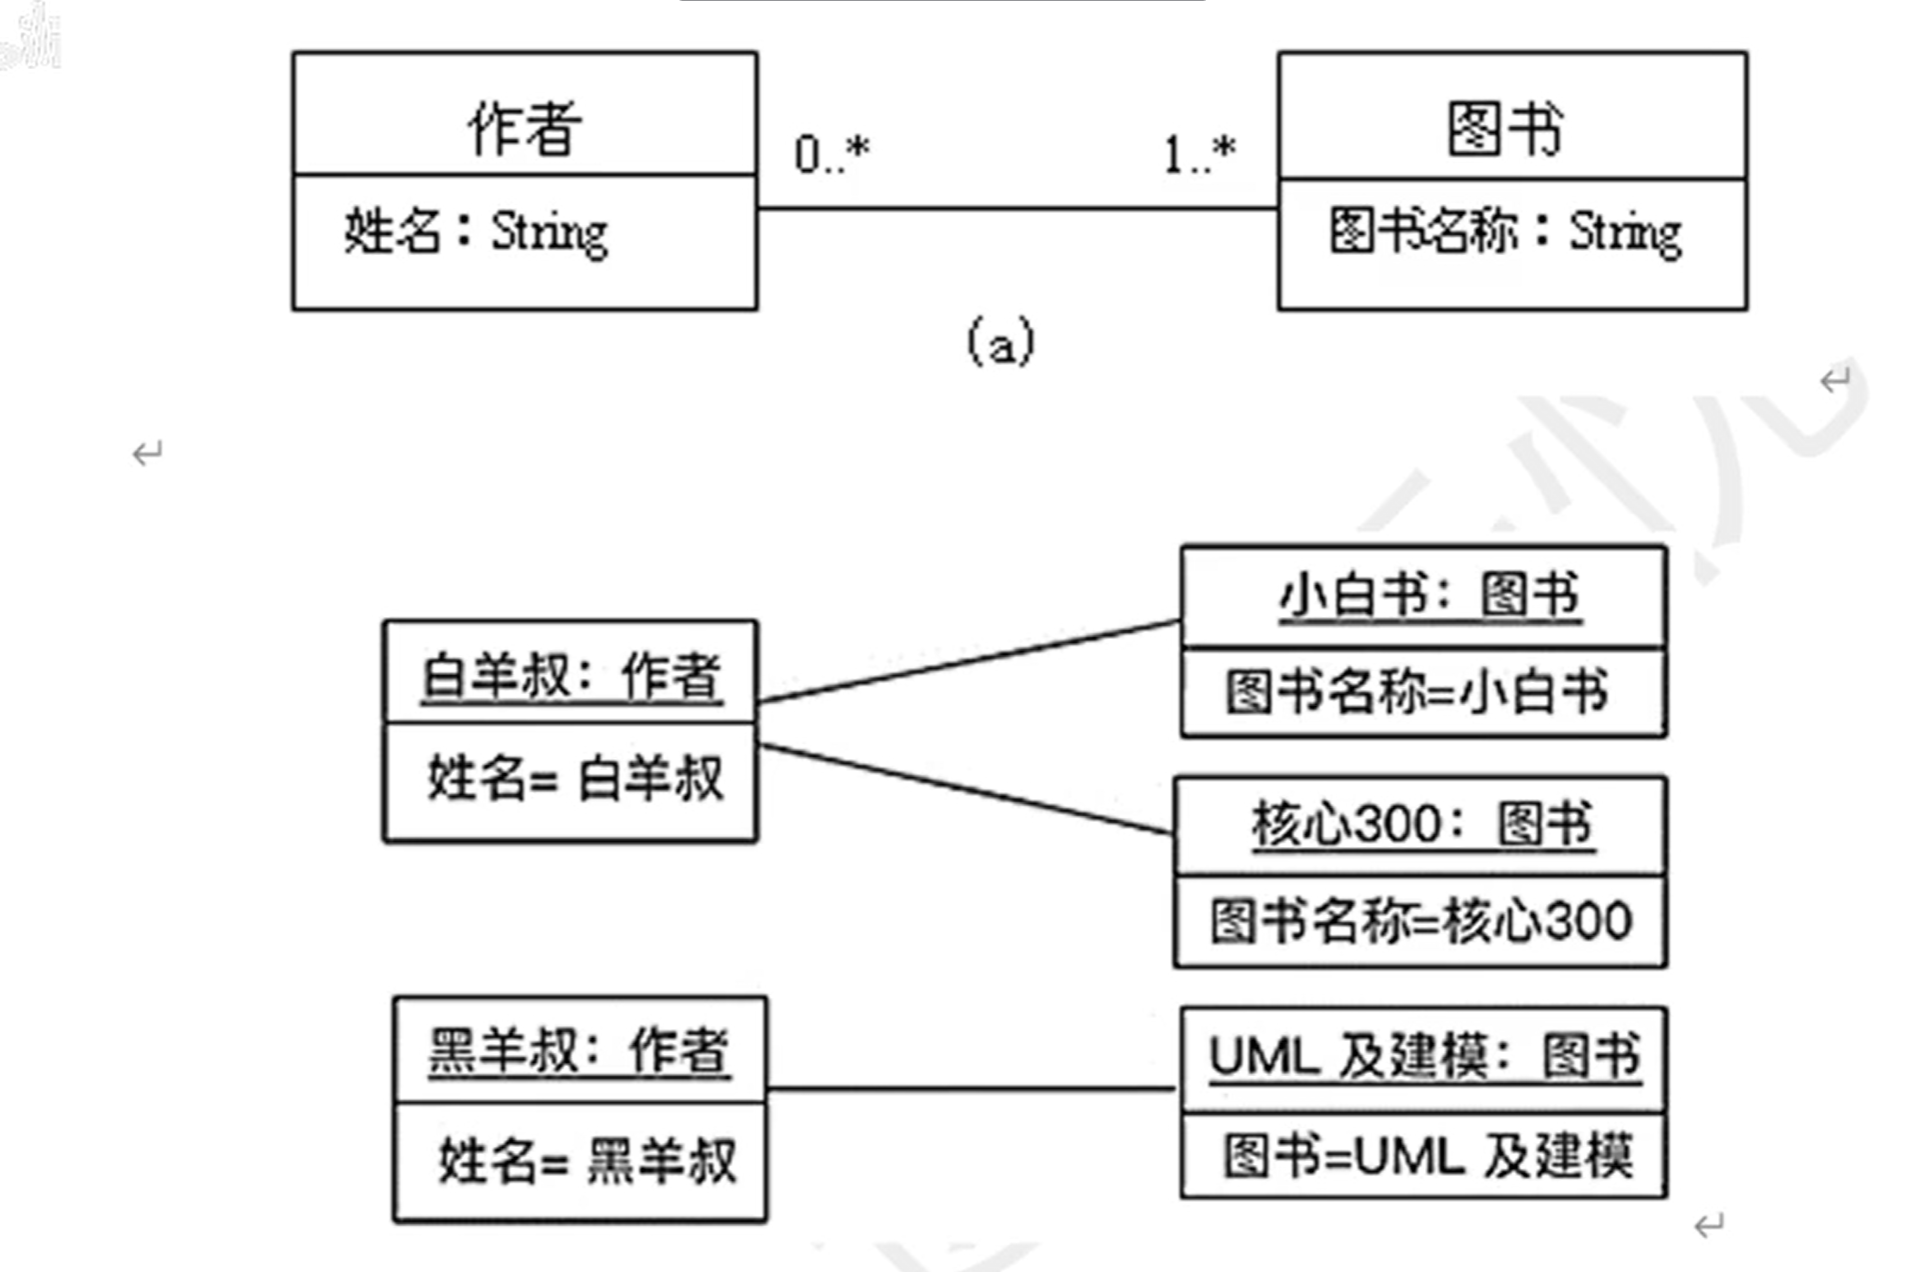 作者
0..*
1..*
图书
姓名：String
图书名称：String
(a)
小白书：图书
图书名称=小白书
白羊叔：作者
姓名= 白羊叔
核心300：图书
图书名称=核心300
黑羊叔：作者
姓名= 黑羊叔
UML 及建模：图书
图书=UML 及建模